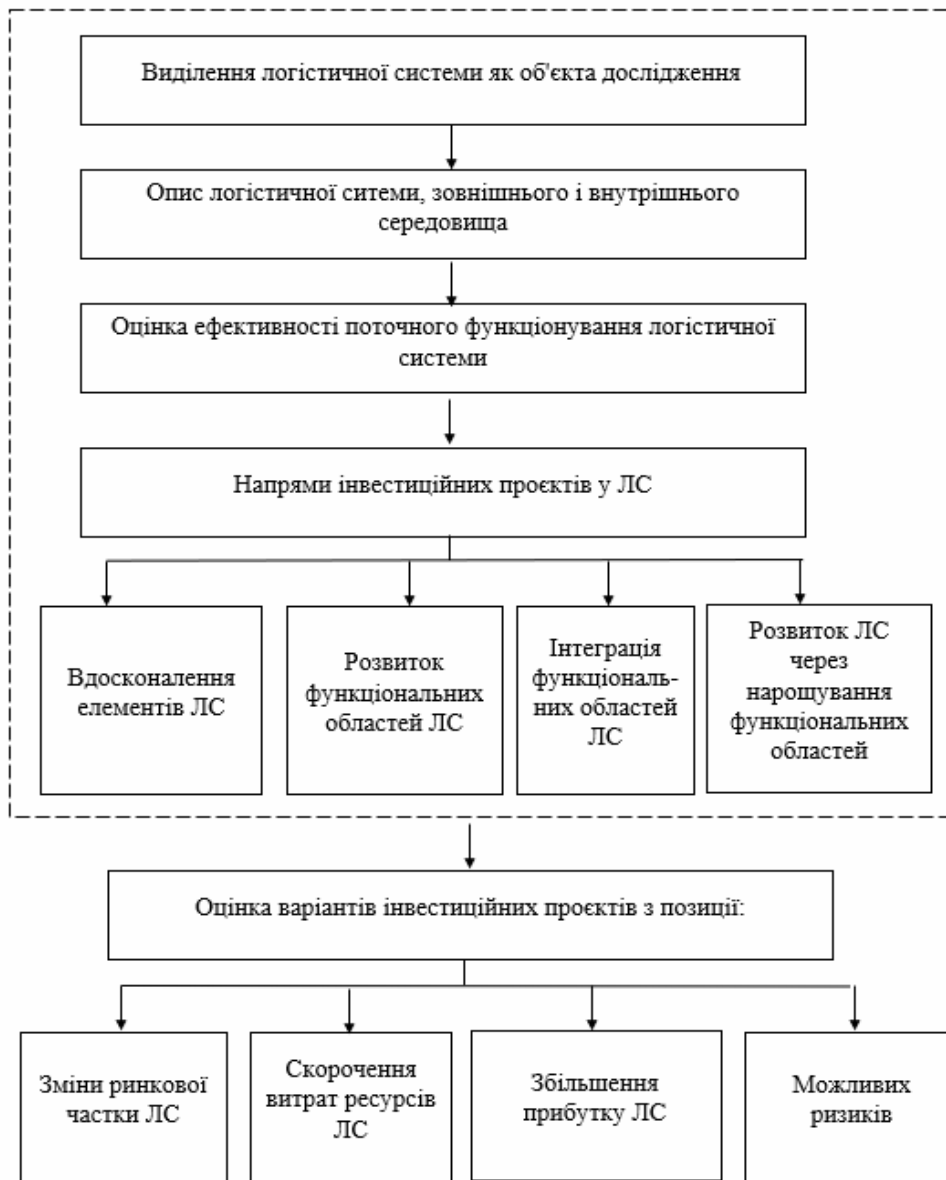 Виділення логістичної системи як об'єкта дослідження
Опис логістичної ситеми, зовнішнього і внутрішнього
середовища
Оцінка ефективності поточного функціонування логістичної
системи
Напрями інвестиційних проєктів у ЛС
Вдосконалення
елементів ЛС
Розвиток
функціональних
областей ЛС
Інтеграція
функціональ-
них областей
ЛС
Розвиток ЛС
через
нарощування
функціональних
областей
Оцінка варіантів інвестиційних проєктів з позиції:
Зміни ринкової
частки ЛС
Скорочення
витрат ресурсів
ЛС
Збільшення
прибутку ЛС
Можливих
ризиків